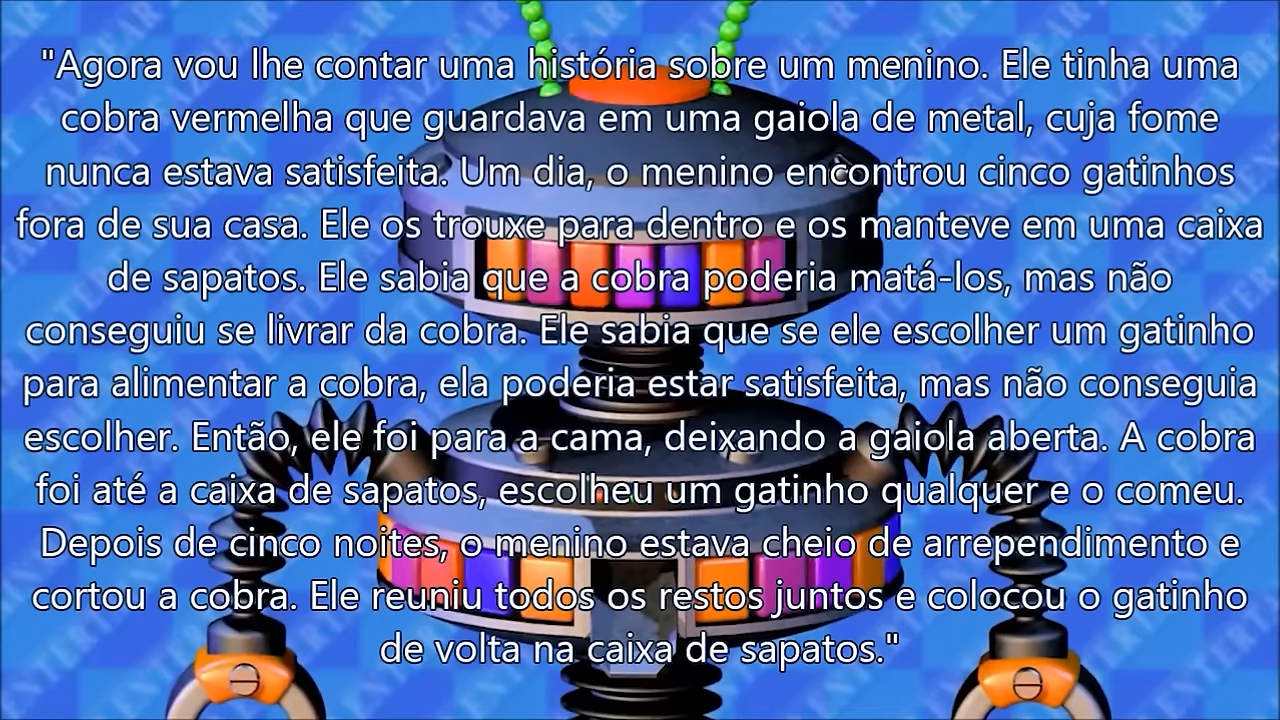 "Agora vou lhe contar uma história sobre um menino. Ele tinha uma
cobra vermelha que guardava em uma gaiola de metal, cuja fome
nunca estava satisfeita. Um dia, o menino encontrou cinco gatinhos
fora de sua casa. Ele os trouxe para dentro e os manteve em uma caixa
de sapatos. Ele sabia que a cobra poderia matá-los, mas não
conseguiu se livrar da cobra. Ele sabia que se ele escolher um gatinho
para alimentar a cobra, ela poderia estar satisfeita, mas não conseguia
escolher. Então, ele foi para a cama, deixando a gaiola aberta. A cobra
foi até a caixa de sapatos, escolheu um gatinho qualquer e o comeu.
Depois de cinco noites, o menino estava cheio de arrependimento e
cortou a cobra. Ele reuniu todos os restos juntos e colocou o gatinho
de volta na caixa de sapatos."